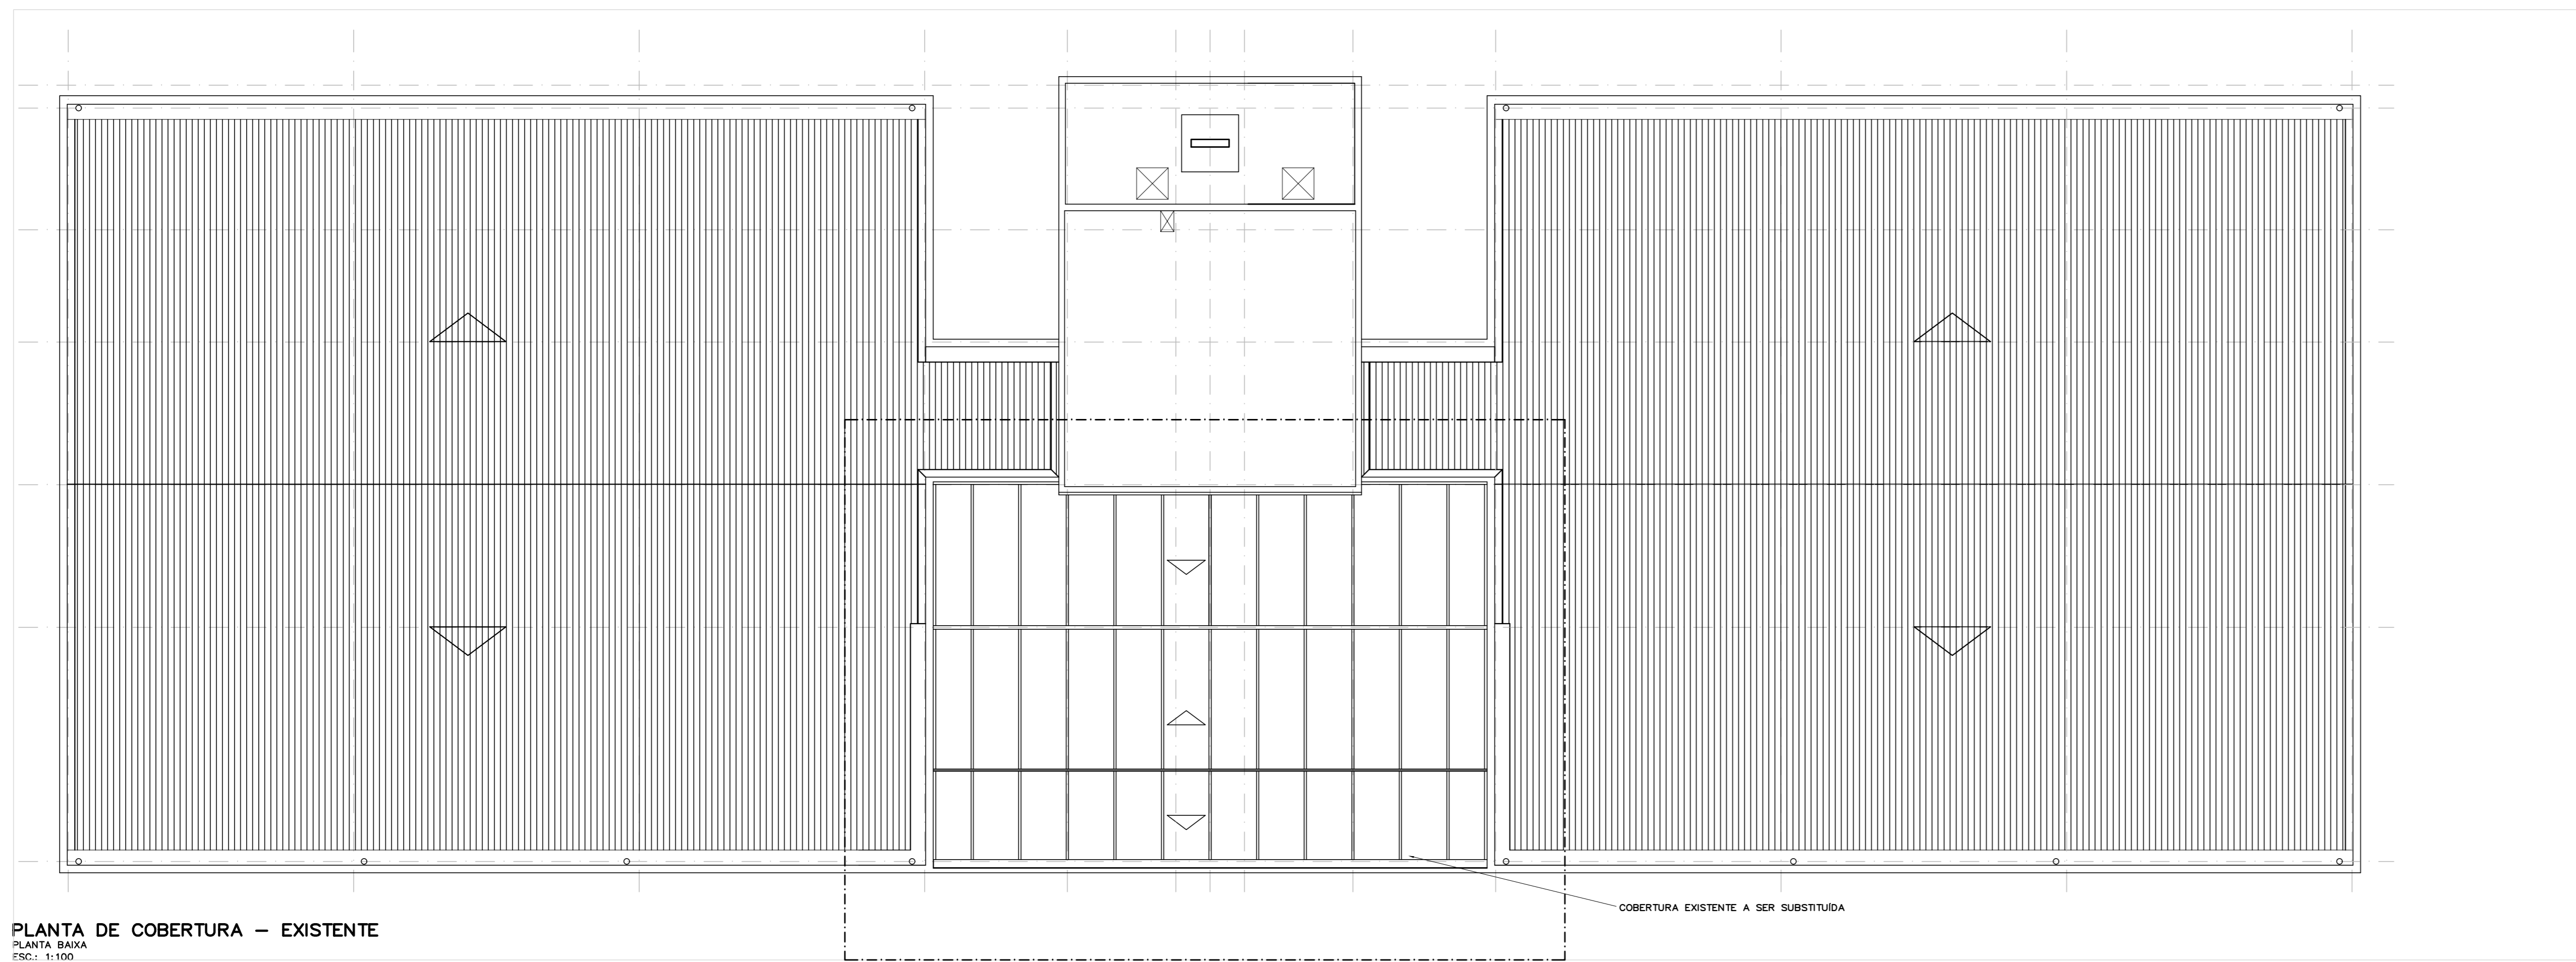 COBERTURA EXISTENTE A SER SUBSTITUÍDA
PLANTA DE COBERTURA – EXISTENTE
PLANTA BAIXA
ESC.: 1:100